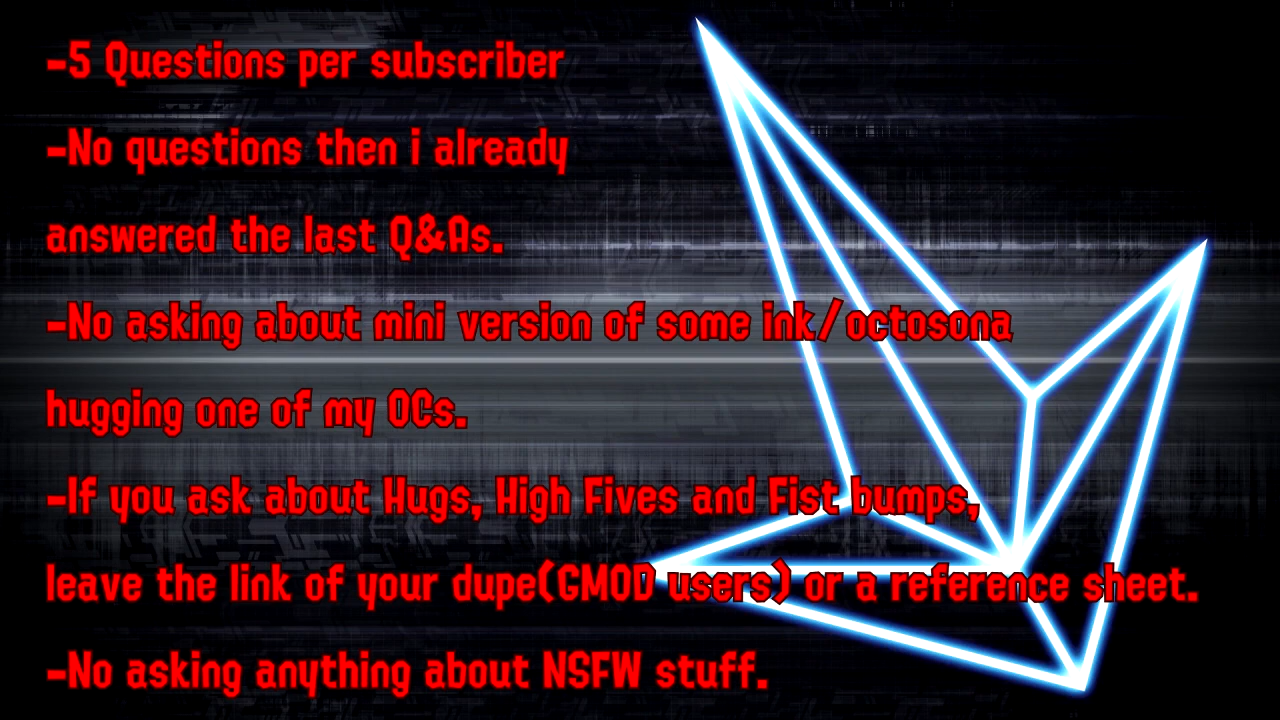 -5 Questions per subscriber
-No questions then i already
answered the last Q&As.
-No asking about mini version of some ink/octosona
hugging one of my OCs.
-If you ask about Hugs, High Fives and Fist bumps,
leave the link of your dupe(GMOD users) or a reference sheet.
-No asking anything about NSFW stuff.